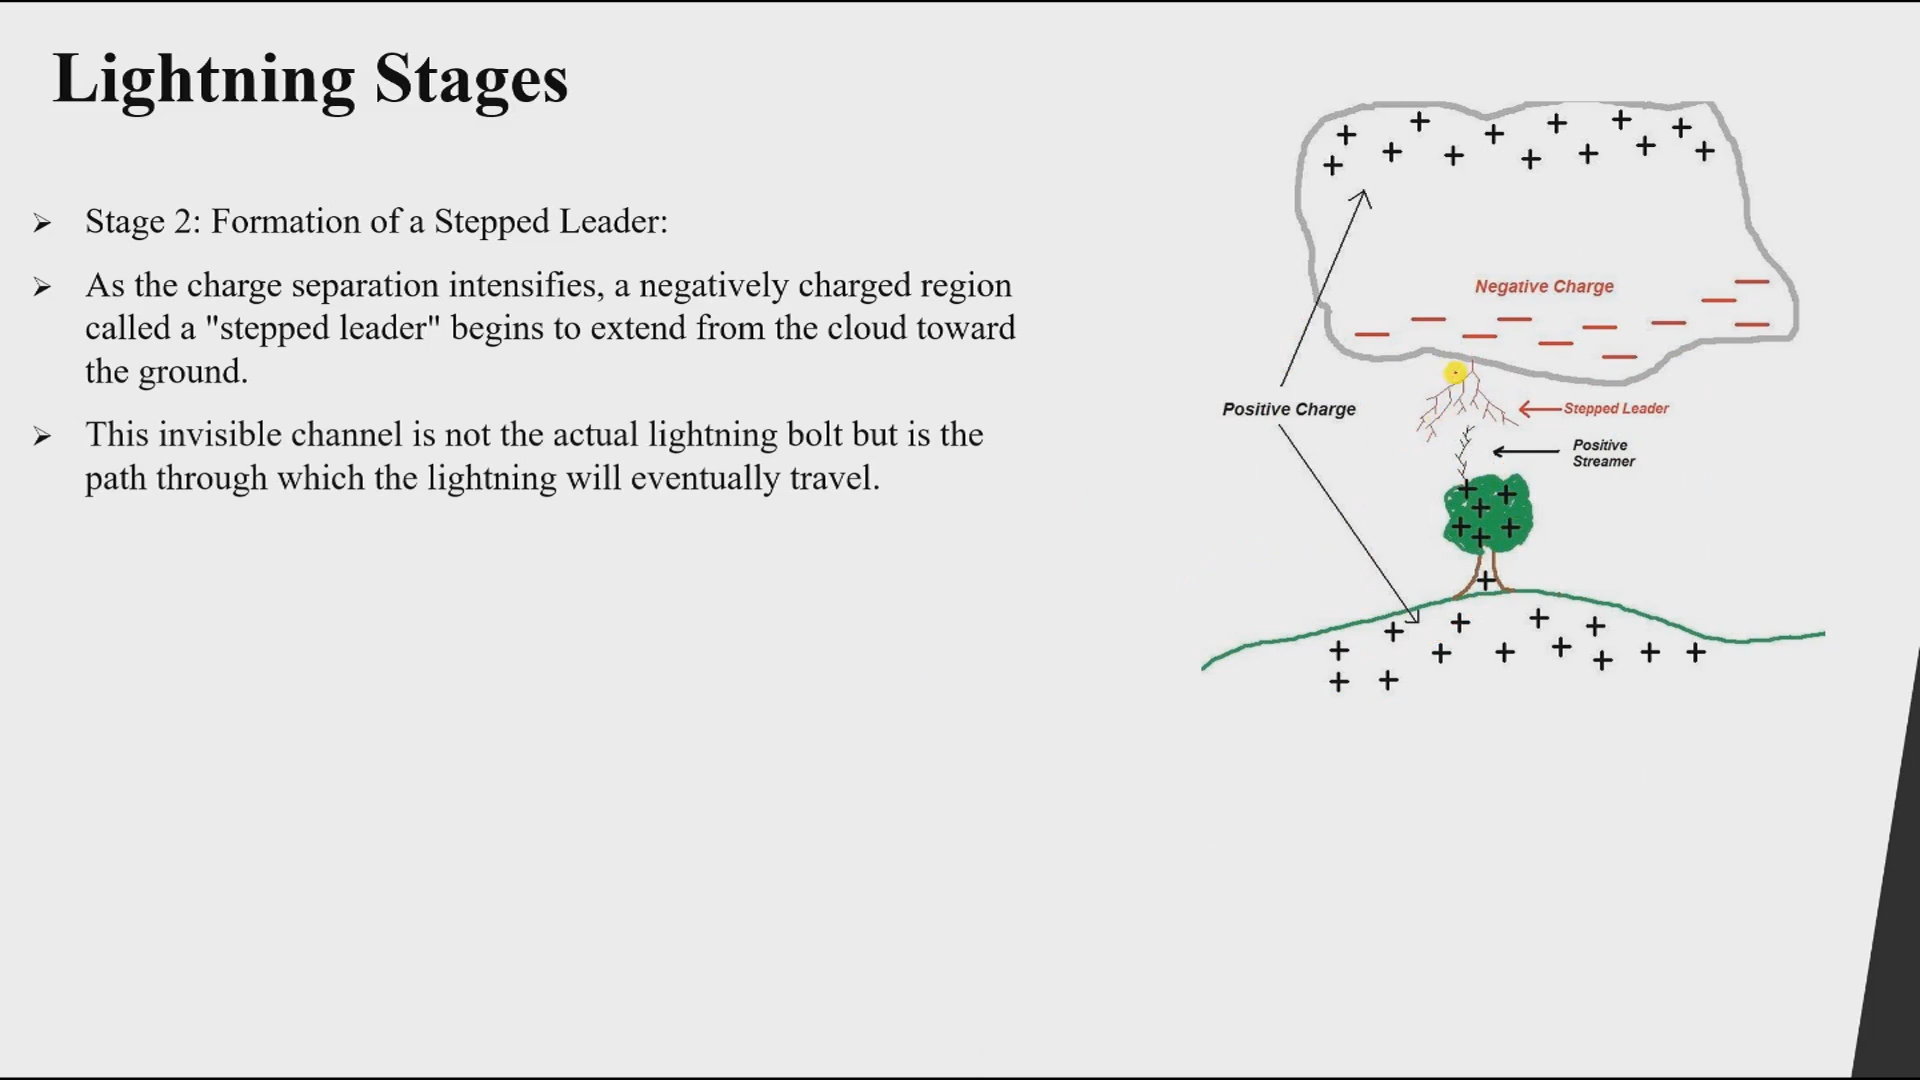 Lightning Stages
Stage 2: Formation of a Stepped Leader:
As the charge separation intensifies, a negatively charged region
called a "stepped leader" begins to extend from the cloud toward
the ground.
This invisible channel is not the actual lightning bolt but is the
path through which the lightning will eventually travel.
Negative Charge
Positive Charge
Stepped Leader
Positive
Streamer